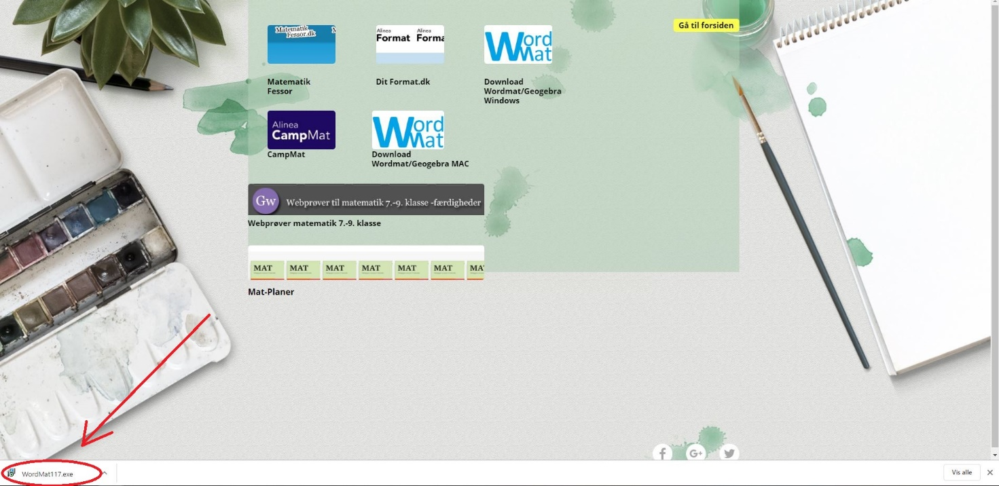 Gå til forsiden
Matematik
Fessor.dk
Alinea
Format
Alinea
Forma
Word
Mat
Matematik
Fessor
Dit Format.dk
Download
Wordmat/Geogebra
Windows
Alinea
CampMat
Word
Mat
CampMat
Download
Wordmat/Geogebra MAC
Gw
Webprøver til matematik 7.-9. klasse -færdigheder
Webprøver matematik 7.-9. klasse
MAT MAT MAT MAT MAT MAT MA
Mat-Planer
f G+
WordMat117.exe
Vis alle